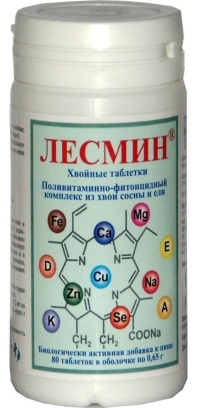 ЛЕСМИН®
Хвойные таблетки
Поливитаминно-фитонцидный
комплекс из хвои сосны и ели
Fe
Ca
Mg
E
D
Cu
Na
Zn
K
Se
A
CH₂ CH₂ COONa
Биологически активная добавка к пище
80 таблеток в оболочке по 0,65 г